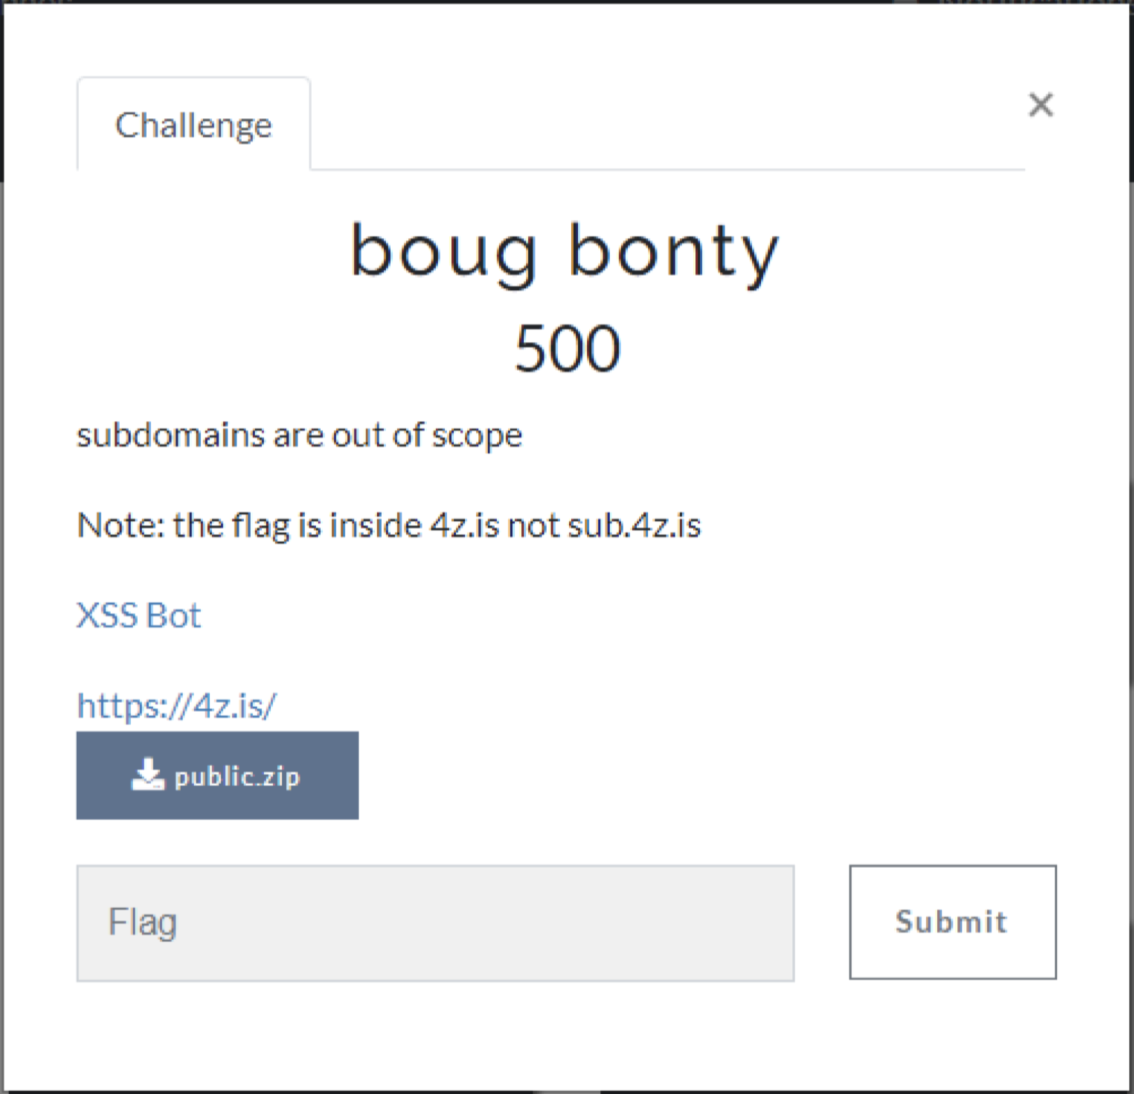 Challenge
×
boug bonty
500
subdomains are out of scope
Note: the flag is inside 4z.is not sub.4z.is
XSS Bot
https://4z.is/
public.zip
Flag
Submit